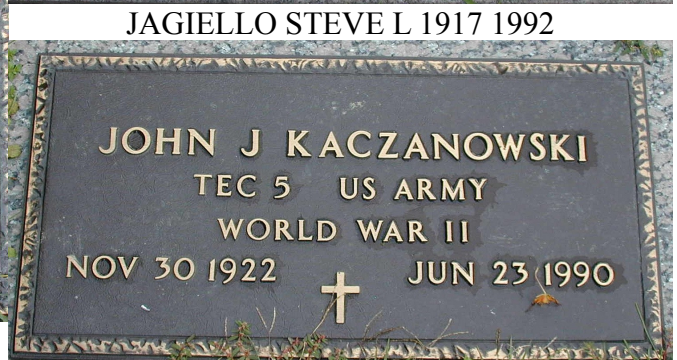 JAGIELLO STEVE L 1917 1992
JOHN J KACZANOWSKI
TEC 5 US ARMY
WORLD WAR II
NOV 30 1922 JUN 23 1990